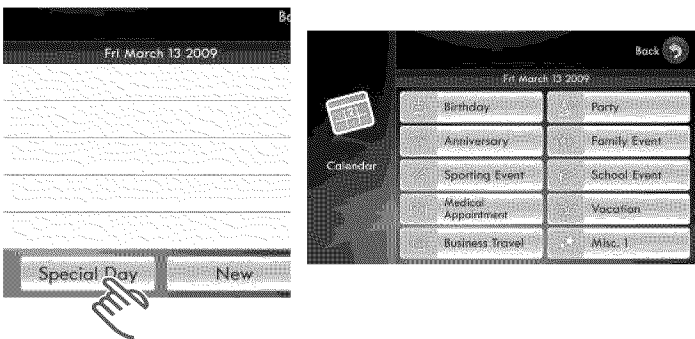 Ba
Fri March 13 2009
Special Day
New
Back
Fri March 13 2009
Calendar
Birthday
Party
Anniversary
Family Event
Sporting Event
School Event
Medical
Appointment
Vacation
Business Travel
Misc. 1